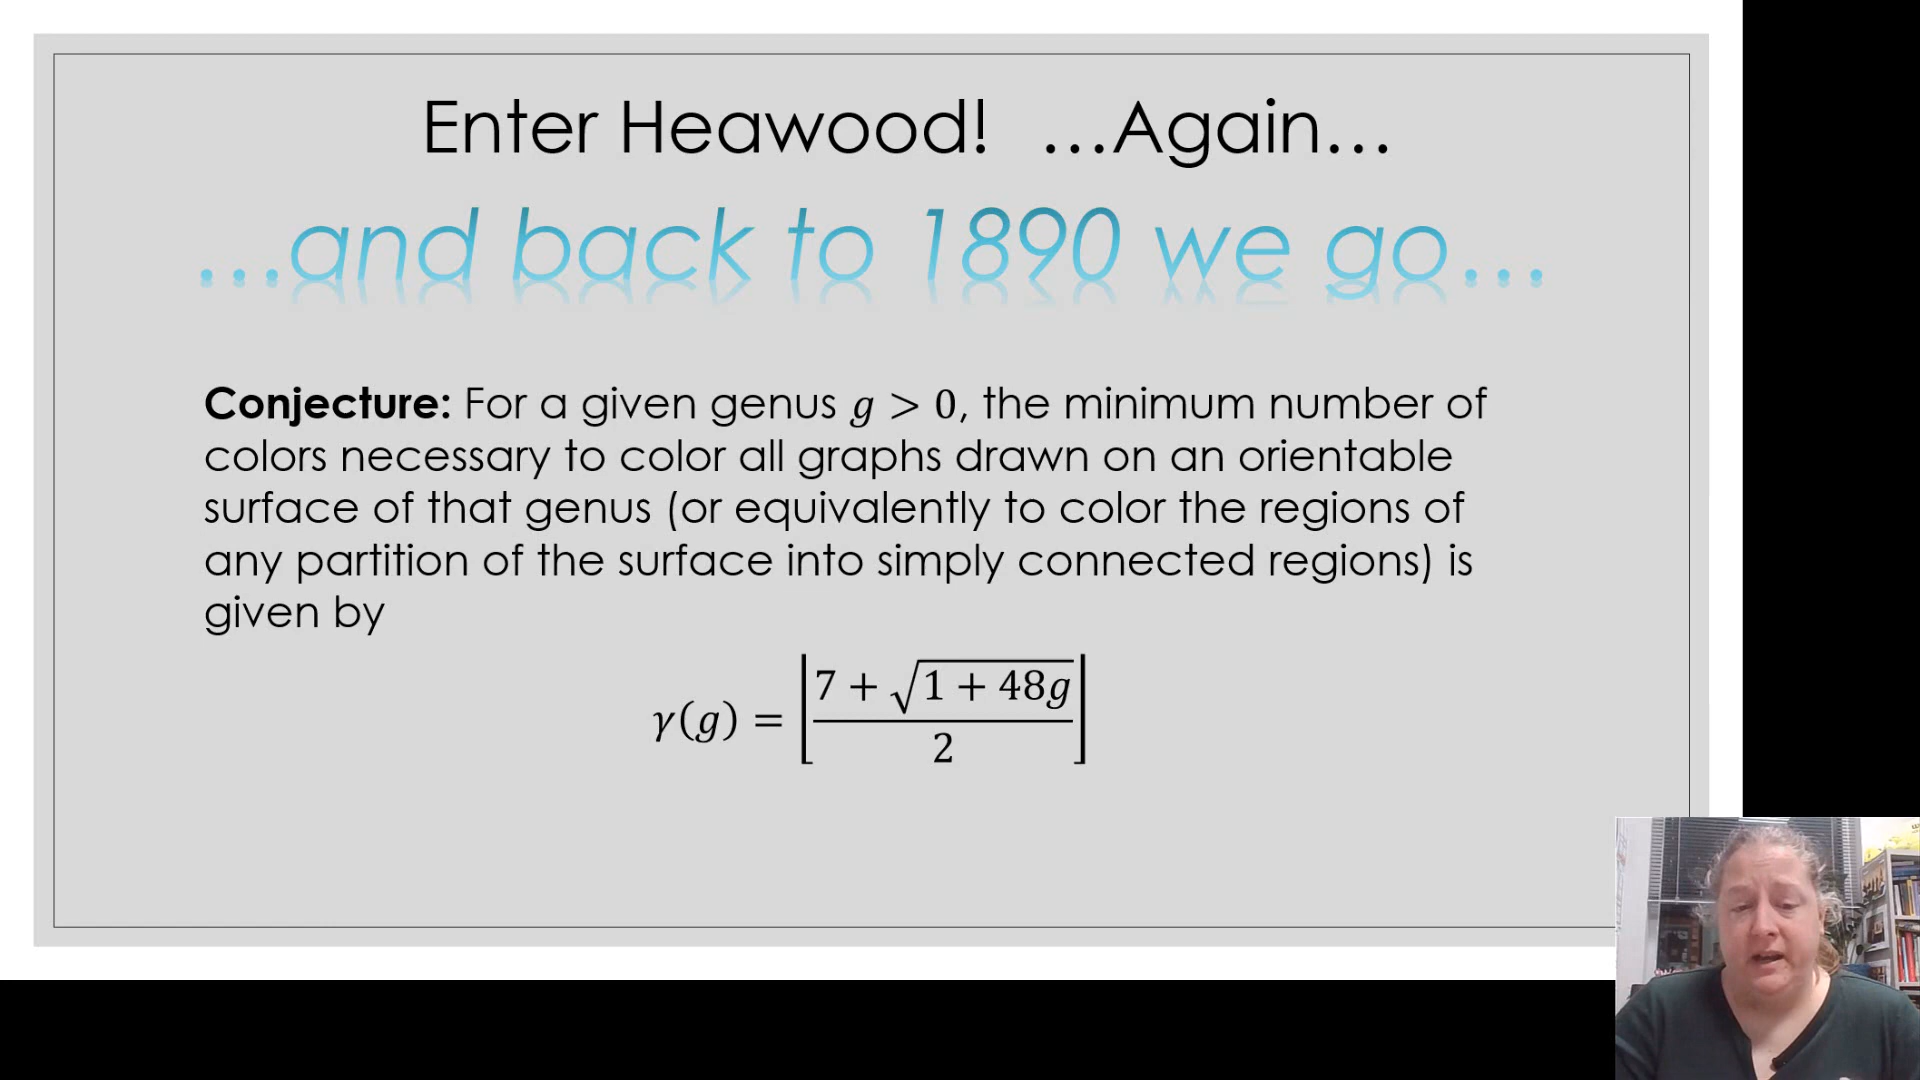 Enter Heawood! ...Again...
...and back to 1890 we go...
Conjecture: For a given genus g > 0, the minimum number of
colors necessary to color all graphs drawn on an orientable
surface of that genus (or equivalently to color the regions of
any partition of the surface into simply connected regions) is
given by
γ(g) = ⌊(7 + √(1 + 48g))/2⌋